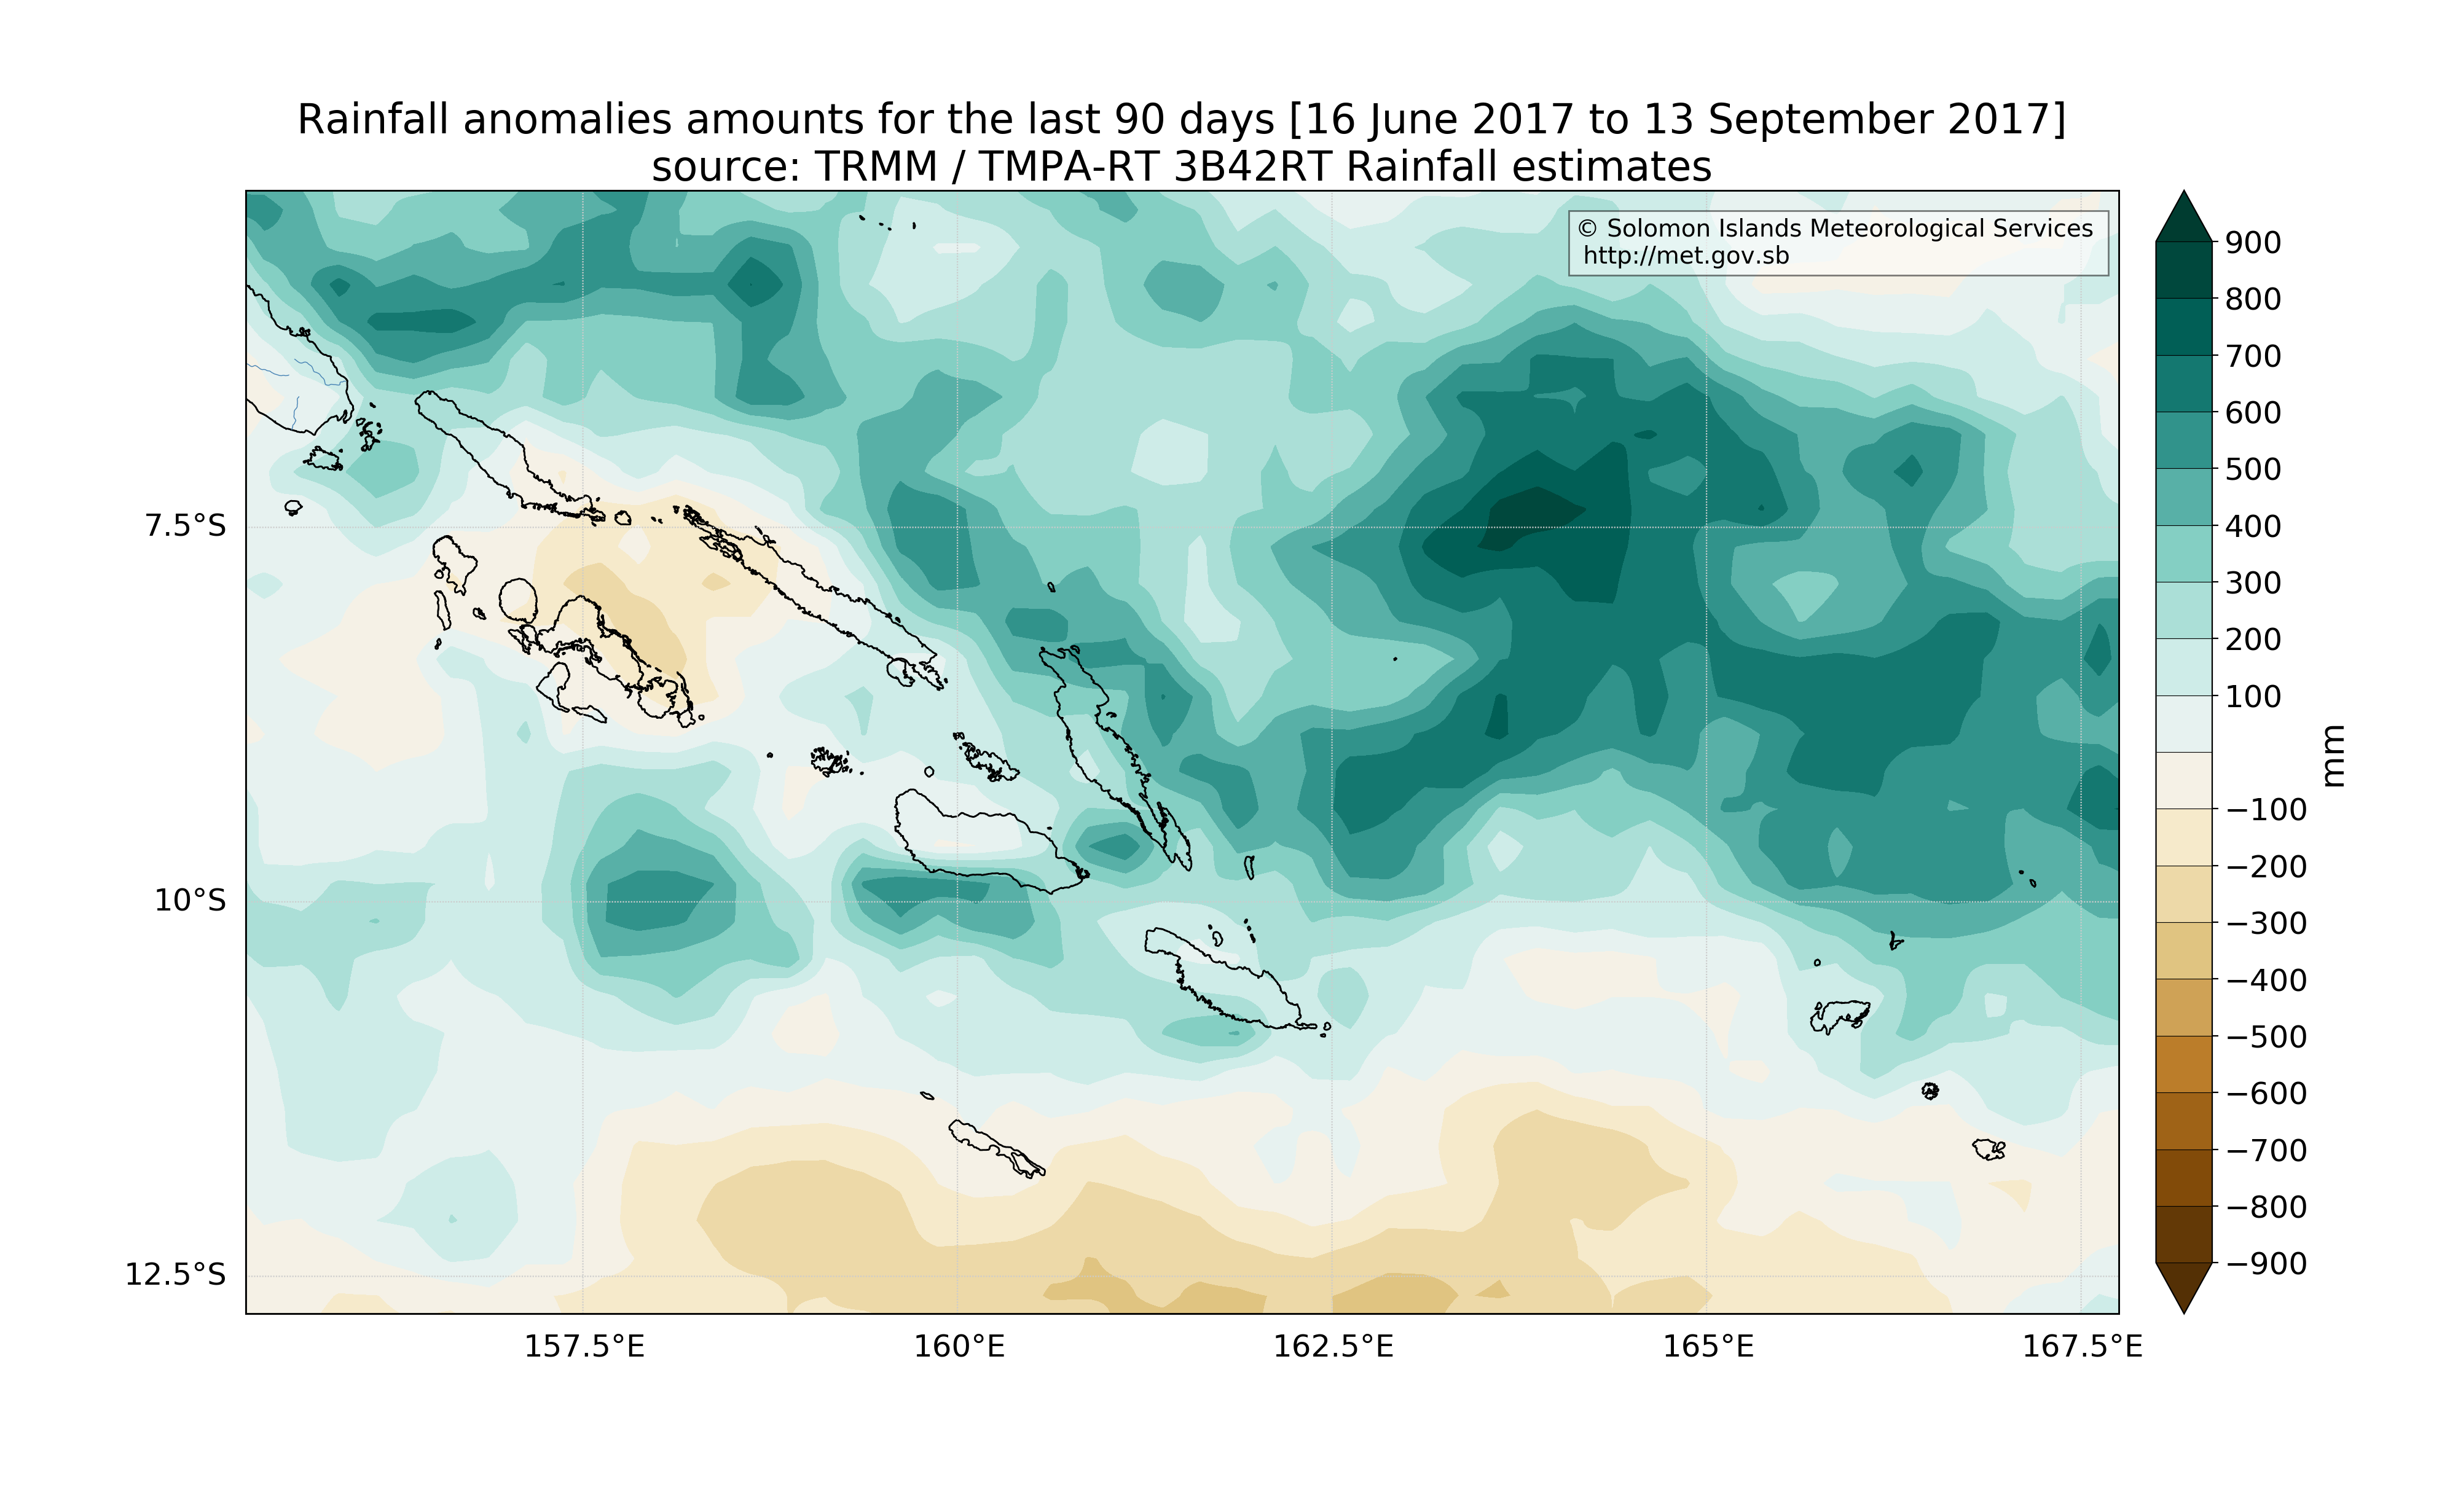 Rainfall anomalies amounts for the last 90 days [16 June 2017 to 13 September 2017]
source: TRMM / TMPA-RT 3B42RT Rainfall estimates
© Solomon Islands Meteorological Services
http://met.gov.sb
7.5°S
10°S
12.5°S
157.5°E
160°E
162.5°E
165°E
167.5°E
900
800
700
600
500
400
300
200
100
−100
−200
−300
−400
−500
−600
−700
−800
−900
mm